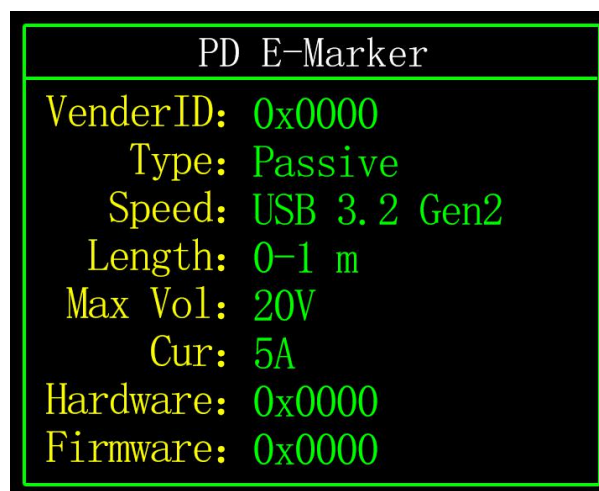 PD E-Marker
VenderID: 0x0000
Type: Passive
Speed: USB 3.2 Gen2
Length: 0-1 m
Max Vol: 20V
Cur: 5A
Hardware: 0x0000
Firmware: 0x0000